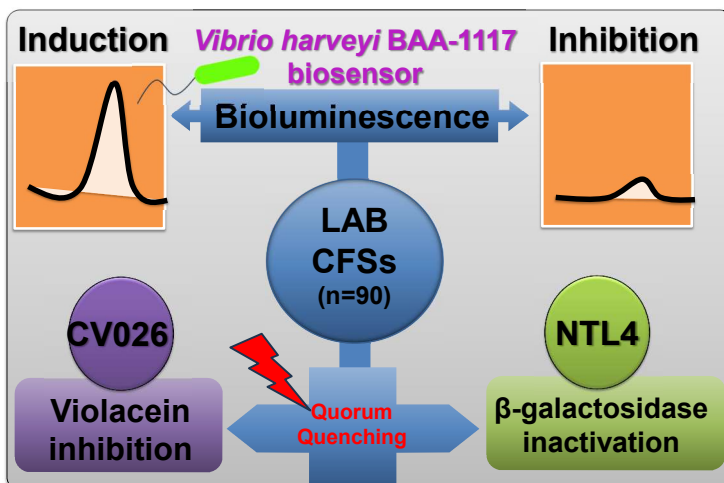 Induction
Vibrio harveyi BAA-1117
biosensor
Inhibition
Bioluminescence
LAB
CFSs
(n=90)
CV026
NTL4
Violacein
inhibition
Quorum
Quenching
β-galactosidase
inactivation